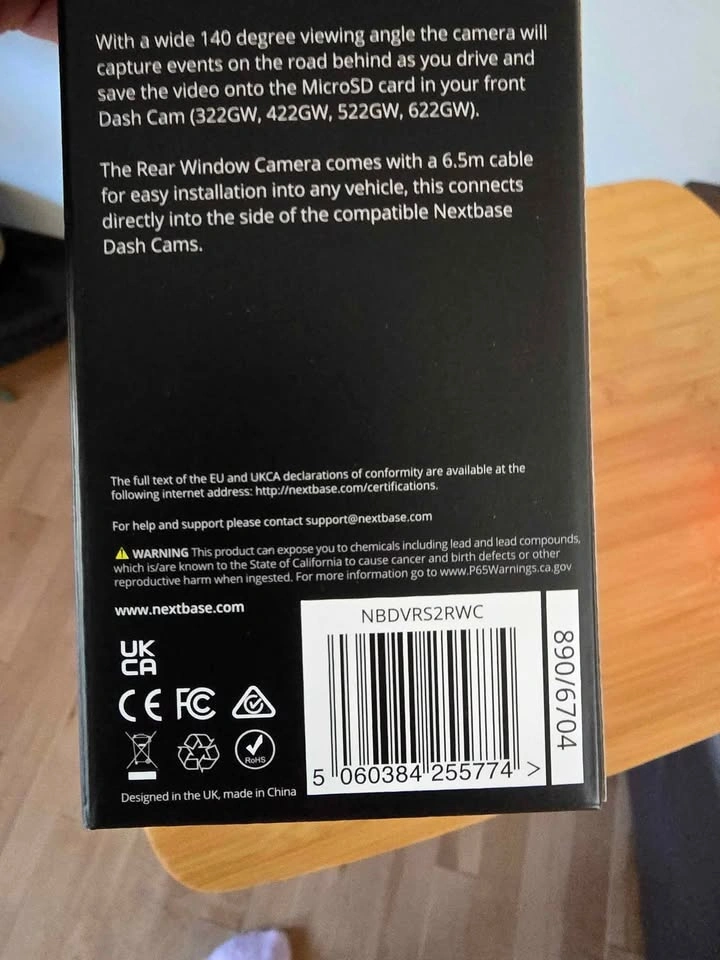 With a wide 140 degree viewing angle the camera will
capture events on the road behind as you drive and
save the video onto the MicroSD card in your front
Dash Cam (322GW, 422GW, 522GW, 622GW).
The Rear Window Camera comes with a 6.5m cable
for easy installation into any vehicle, this connects
directly into the side of the compatible Nextbase
Dash Cams.
The full text of the EU and UKCA declarations of conformity are available at the
following internet address: http://nextbase.com/certifications.
For help and support please contact support@nextbase.com
WARNING This product can expose you to chemicals including lead and lead compounds,
which is/are known to the State of California to cause cancer and birth defects or other
reproductive harm when ingested. For more information go to www.P65Warnings.ca.gov
www.nextbase.com
UK
CA
CE FC
RoHS
Designed in the UK, made in China
NBDVRS2RWC
5 060384 255774 >
890/6704